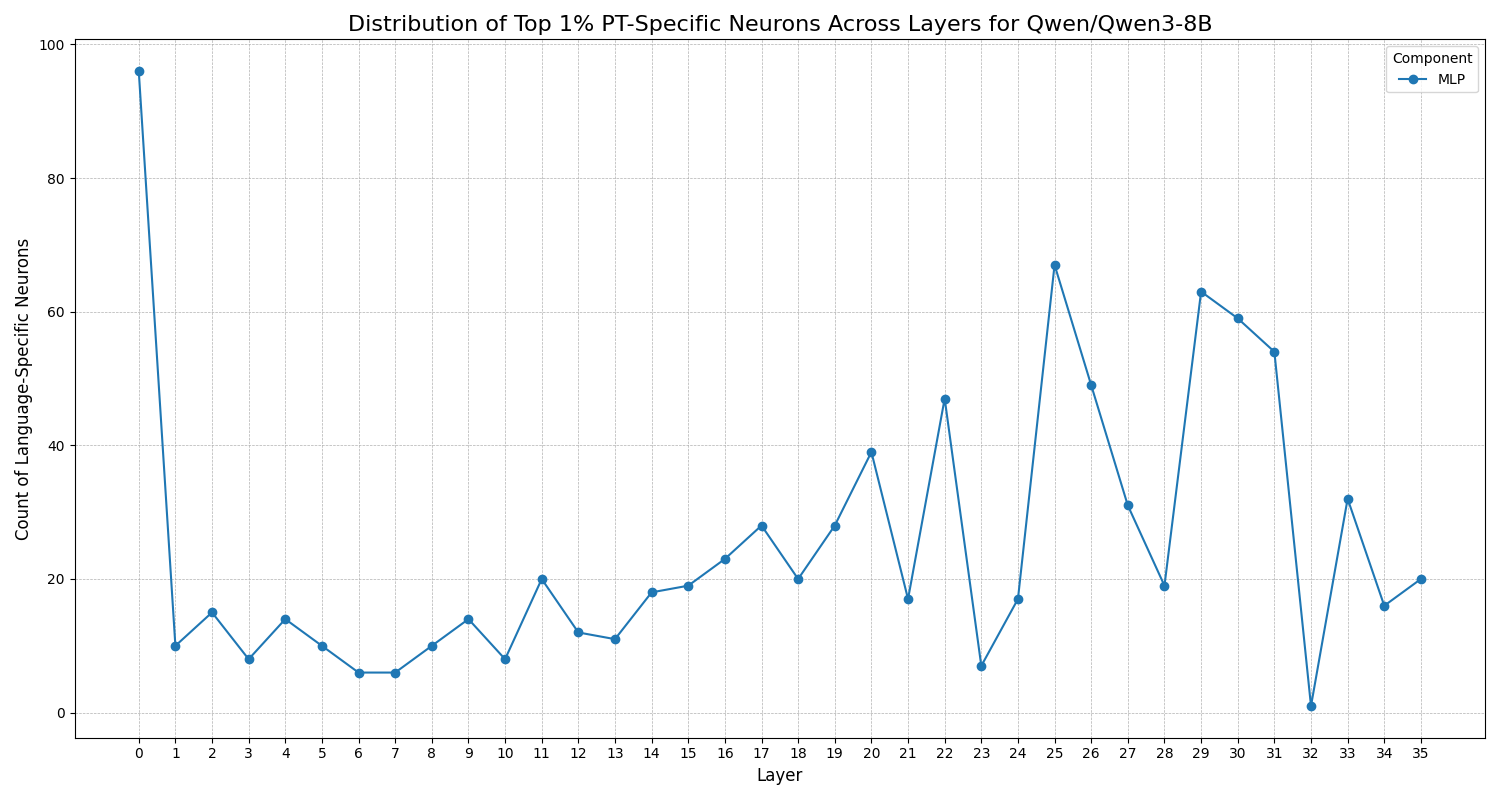 Distribution of Top 1% PT-Specific Neurons Across Layers for Qwen/Qwen3-8B
Component
MLP
Count of Language-Specific Neurons
100
80
60
40
20
0
0 1 2 3 4 5 6 7 8 9 10 11 12 13 14 15 16 17 18 19 20 21 22 23 24 25 26 27 28 29 30 31 32 33 34 35
Layer